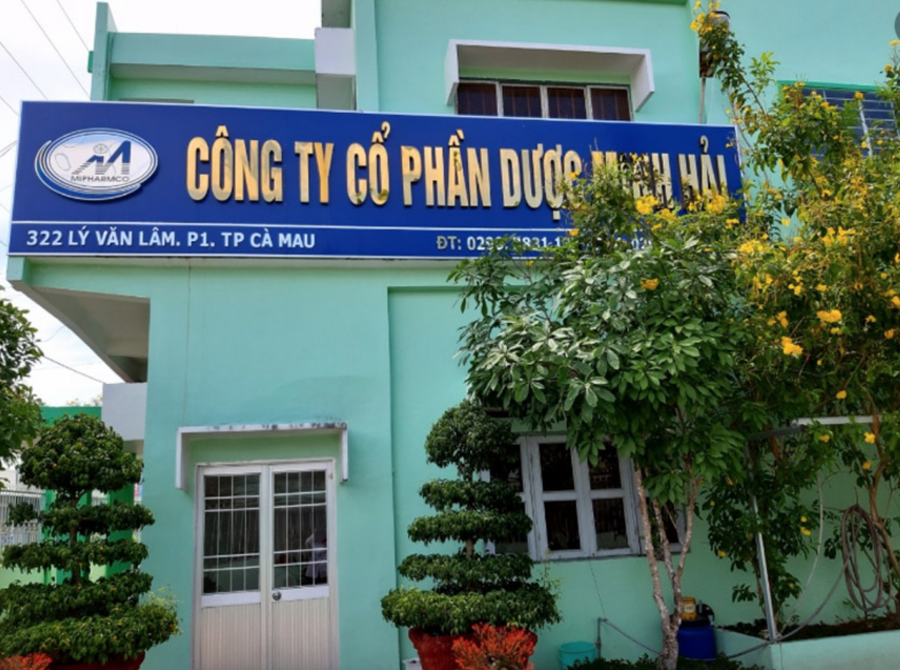 MIPHARMCO
CÔNG TY CỔ PHẦN DƯỢC HẢI
322 LÝ VĂN LÂM. P1. TP CÀ MAU
ĐT: